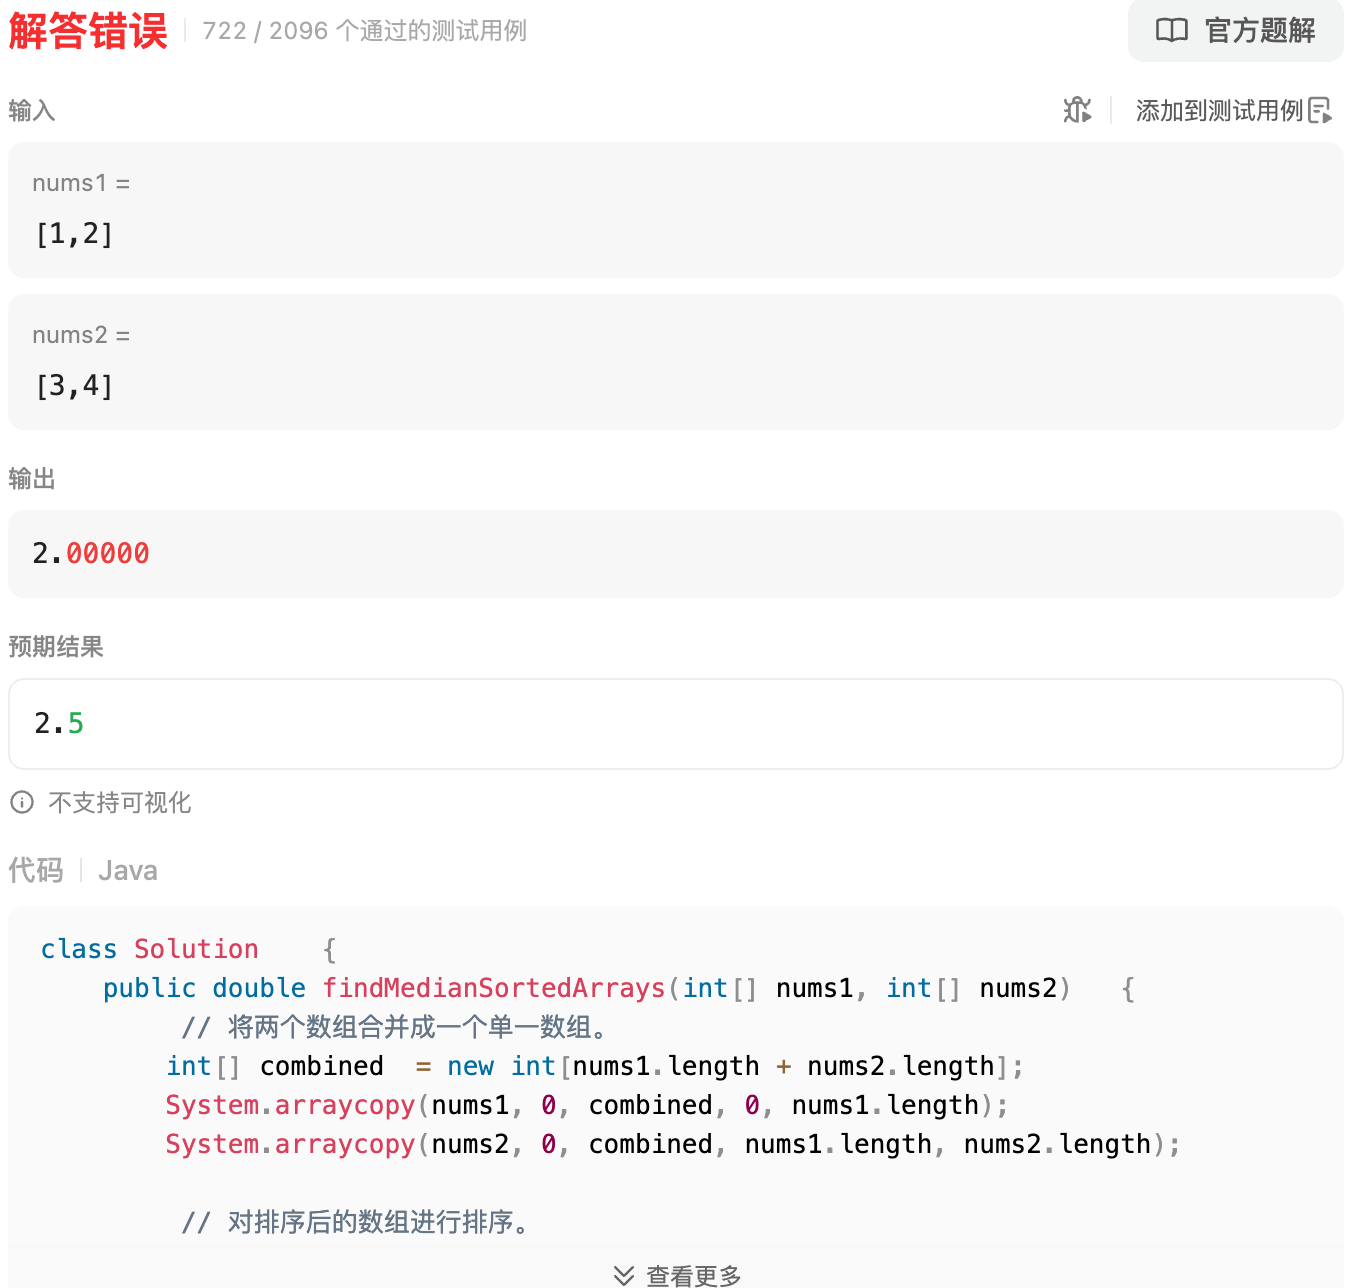 解答错误 722 / 2096 个通过的测试用例 官方题解
输入 添加到测试用例
nums1 =
[1,2]
nums2 =
[3,4]
输出
2.00000
预期结果
2.5
不支持可视化
代码 Java
class Solution    {
    public double findMedianSortedArrays(int[] nums1, int[] nums2)   {
         // 将两个数组合并成一个单一数组。
        int[] combined  = new int[nums1.length + nums2.length];
        System.arraycopy(nums1, 0, combined, 0, nums1.length);
        System.arraycopy(nums2, 0, combined, nums1.length, nums2.length);
         // 对排序后的数组进行排序。
查看更多